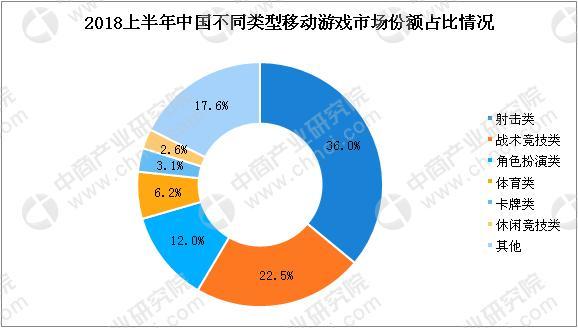 2018上半年中国不同类型移动游戏市场份额占比情况
17.6%
36.0%
2.6%
3.1%
6.2%
12.0%
22.5%
射击类
战术竞技类
角色扮演类
体育类
卡牌类
休闲竞技类
其他
中商产业研究院